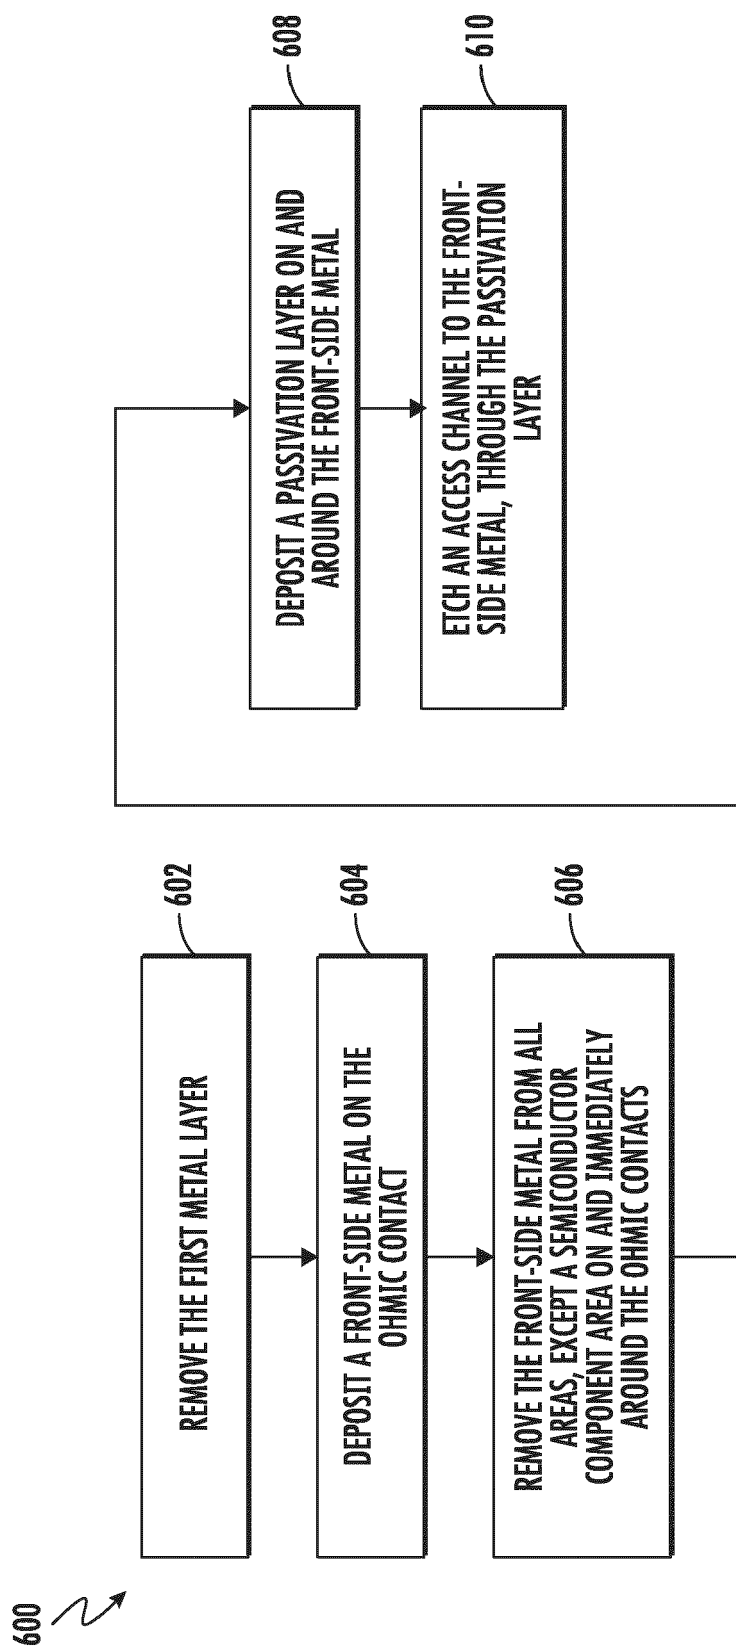 600
602
REMOVE THE FIRST METAL LAYER
604
DEPOSIT A FRONT-SIDE METAL ON THE
OHMIC CONTACT
606
REMOVE THE FRONT-SIDE METAL FROM ALL
AREAS, EXCEPT A SEMICONDUCTOR
COMPONENT AREA ON AND IMMEDIATELY
AROUND THE OHMIC CONTACTS
608
DEPOSIT A PASSIVATION LAYER ON AND
AROUND THE FRONT-SIDE METAL
610
ETCH AN ACCESS CHANNEL TO THE FRONT-
SIDE METAL, THROUGH THE PASSIVATION
LAYER